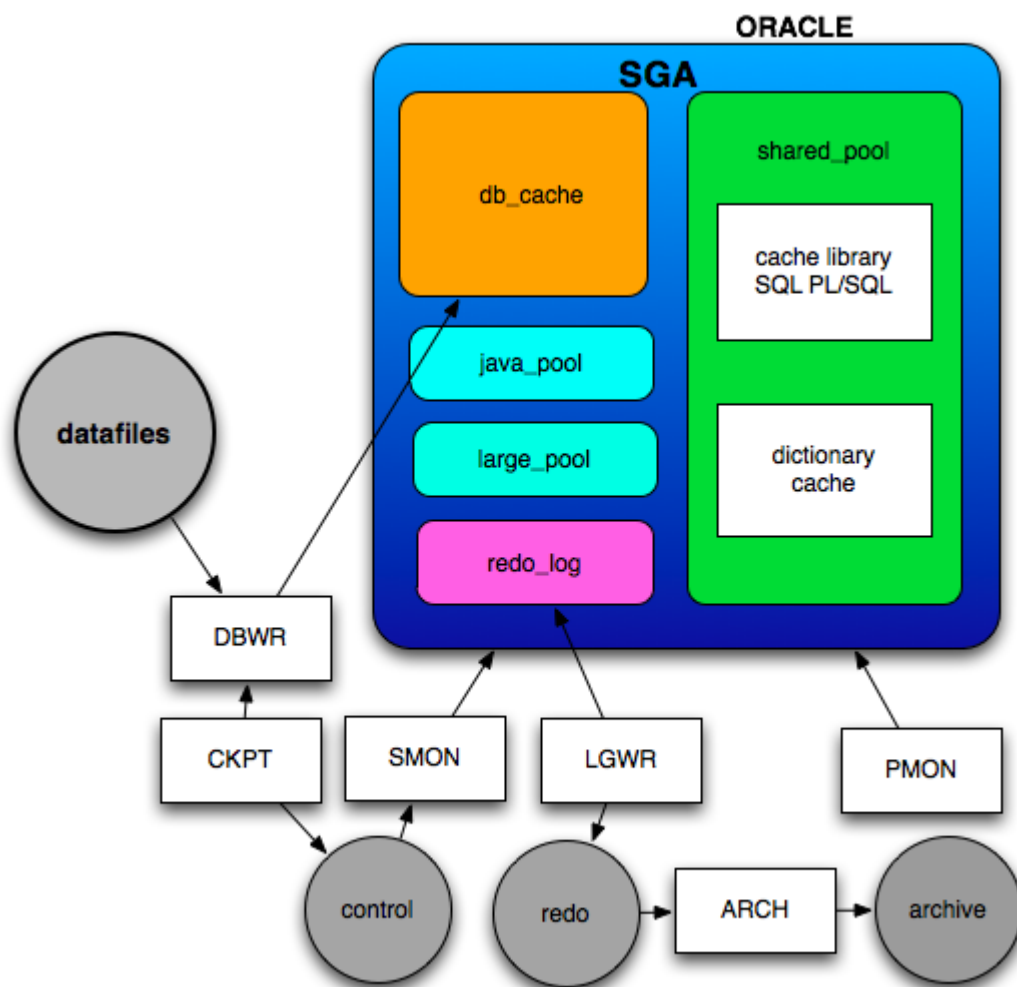 ORACLE
SGA
db_cache
shared_pool
cache library
SQL PL/SQL
java_pool
datafiles
large_pool
dictionary
cache
redo_log
DBWR
CKPT
SMON
LGWR
PMON
control
redo
ARCH
archive